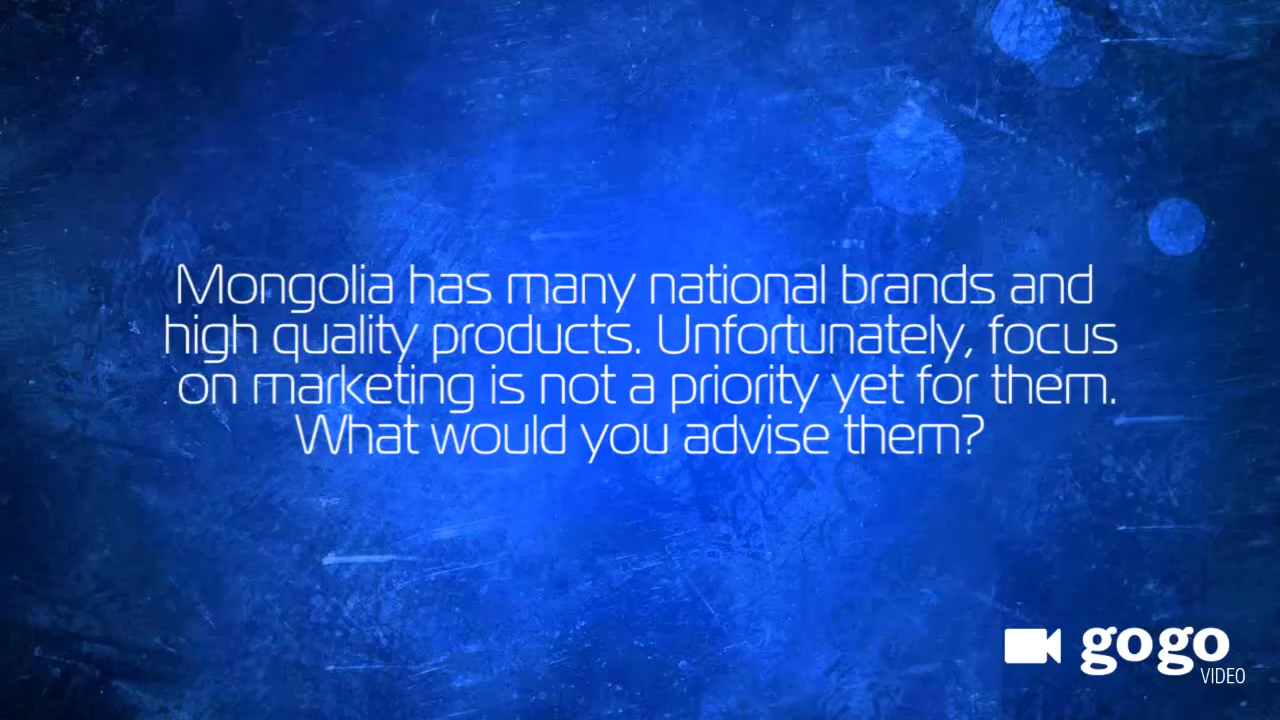 Mongolia has many national brands and
high quality products. Unfortunately, focus
on marketing is not a priority yet for them.
What would you advise them?
gogo
VIDEO